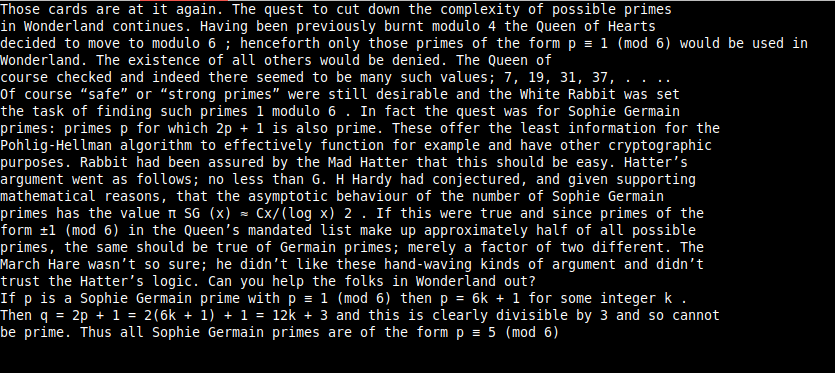 Those cards are at it again. The quest to cut down the complexity of possible primes
in Wonderland continues. Having been previously burnt modulo 4 the Queen of Hearts
decided to move to modulo 6 ; henceforth only those primes of the form p ≡ 1 (mod 6) would be used in
Wonderland. The existence of all others would be denied. The Queen of
course checked and indeed there seemed to be many such values; 7, 19, 31, 37, . . ..
Of course “safe” or “strong primes” were still desirable and the White Rabbit was set
the task of finding such primes 1 modulo 6 . In fact the quest was for Sophie Germain
primes: primes p for which 2p + 1 is also prime. These offer the least information for the
Pohlig-Hellman algorithm to effectively function for example and have other cryptographic
purposes. Rabbit had been assured by the Mad Hatter that this should be easy. Hatter’s
argument went as follows; no less than G. H Hardy had conjectured, and given supporting
mathematical reasons, that the asymptotic behaviour of the number of Sophie Germain
primes has the value π SG (x) ≈ Cx/(log x) 2 . If this were true and since primes of the
form ±1 (mod 6) in the Queen’s mandated list make up approximately half of all possible
primes, the same should be true of Germain primes; merely a factor of two different. The
March Hare wasn’t so sure; he didn’t like these hand-waving kinds of argument and didn’t
trust the Hatter’s logic. Can you help the folks in Wonderland out?
If p is a Sophie Germain prime with p ≡ 1 (mod 6) then p = 6k + 1 for some integer k .
Then q = 2p + 1 = 2(6k + 1) + 1 = 12k + 3 and this is clearly divisible by 3 and so cannot
be prime. Thus all Sophie Germain primes are of the form p ≡ 5 (mod 6)